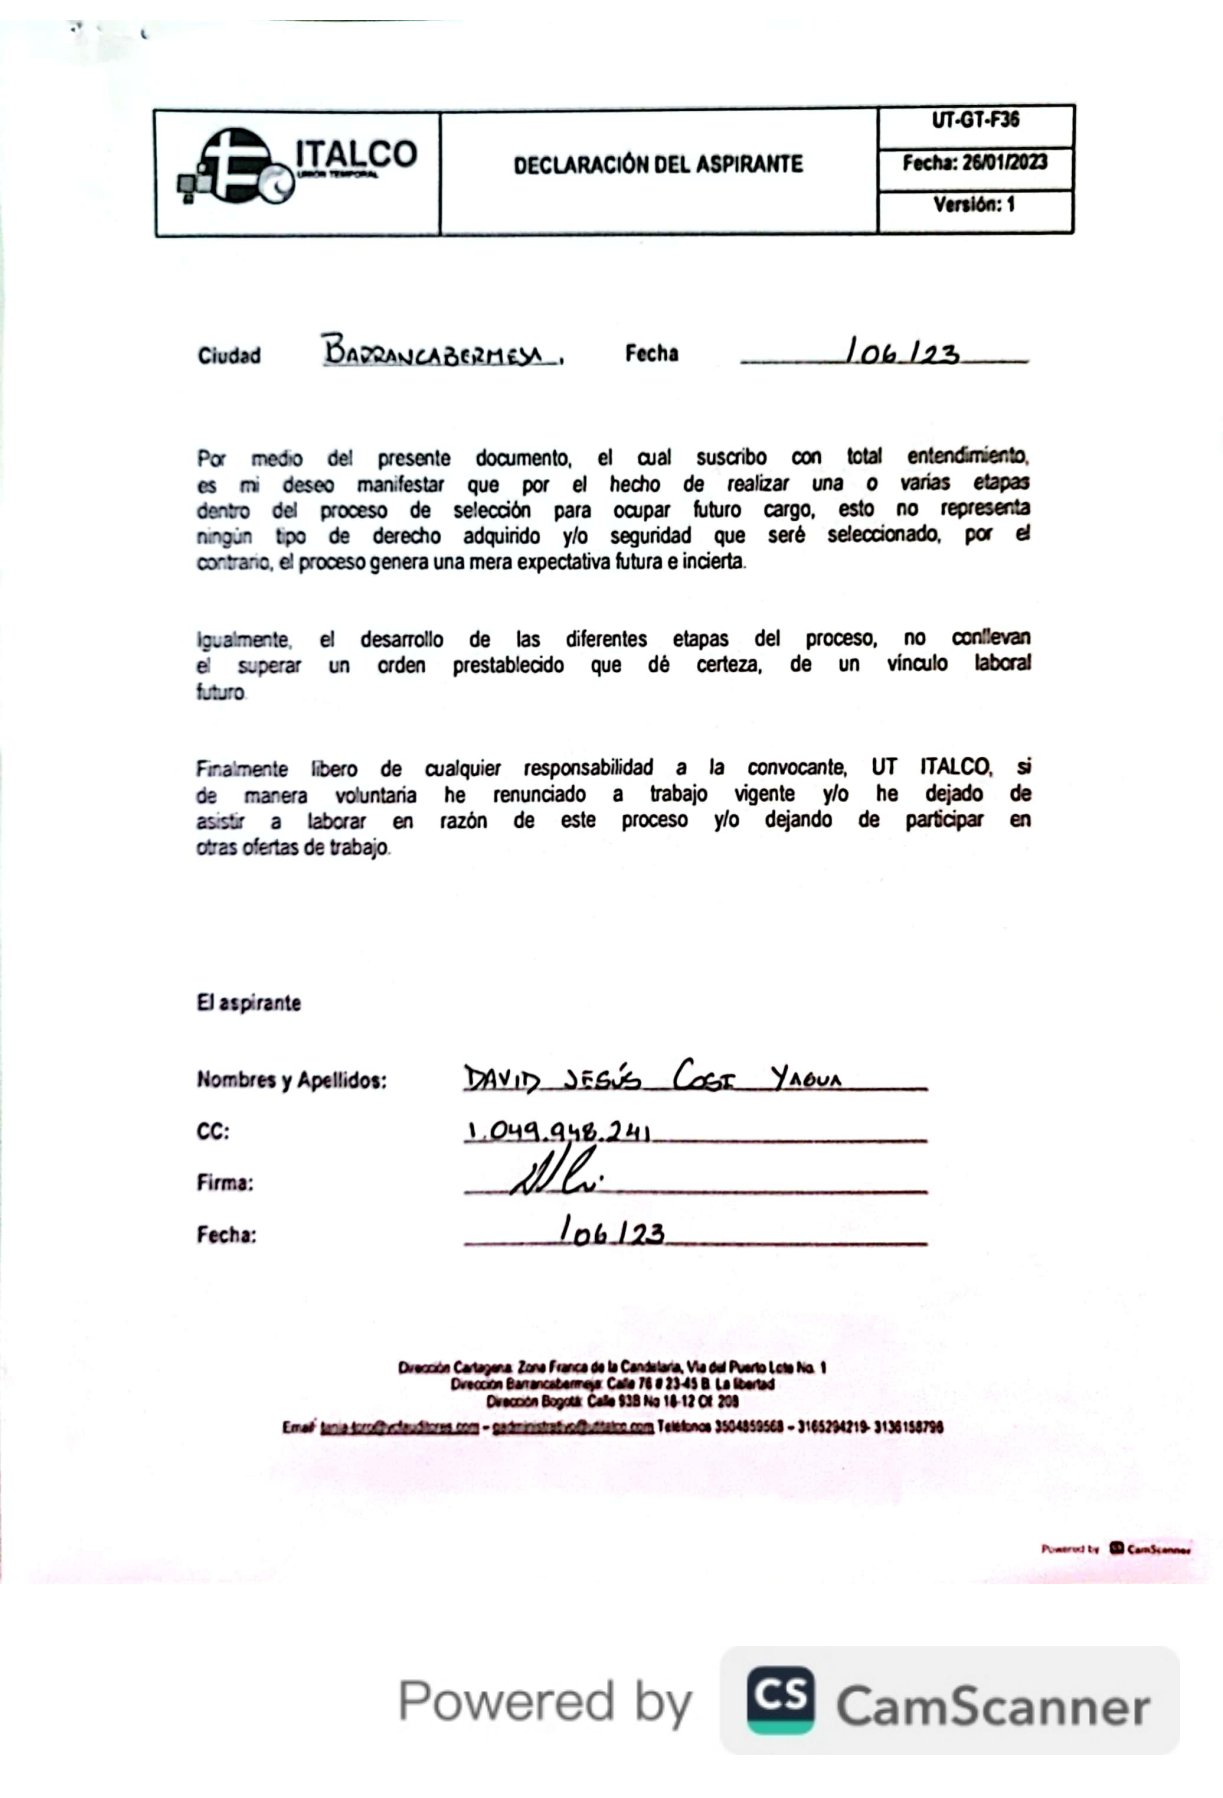 ITALCO
UNIÓN TEMPORAL
DECLARACIÓN DEL ASPIRANTE
UT-GT-F36
Fecha: 26/01/2023
Versión: 1
Ciudad BARRANCABERMEJA. Fecha /06/23
Por medio del presente documento, el cual suscribo con total entendimiento,
es mi deseo manifestar que por el hecho de realizar una o varias etapas
dentro del proceso de selección para ocupar futuro cargo, esto no representa
ningún tipo de derecho adquirido y/o seguridad que seré seleccionado, por el
contrario, el proceso genera una mera expectativa futura e incierta.
Igualmente, el desarrollo de las diferentes etapas del proceso, no conllevan
el superar un orden prestablecido que dé certeza, de un vínculo laboral
futuro.
Finalmente libero de cualquier responsabilidad a la convocante, UT ITALCO, si
de manera voluntaria he renunciado a trabajo vigente y/o he dejado de
asistir a laborar en razón de este proceso y/o dejando de participar en
otras ofertas de trabajo.
El aspirante
Nombres y Apellidos: DAVID JESÚS COSI YAGUA
CC: 1.049.948.241
Firma:
Fecha: /06/23
Dirección Cartagena: Zona Franca de la Candelaria, Via del Puerto Lote No. 1
Dirección Barrancabermeja: Calle 76 # 23-45 B. La libertad
Dirección Bogotá: Calle 93B No 18-12 Of. 208
Email: - Teléfonos 3504859568 – 3165294219- 3136158796
Powered by CS CamScanner
Powered by CS CamScanner